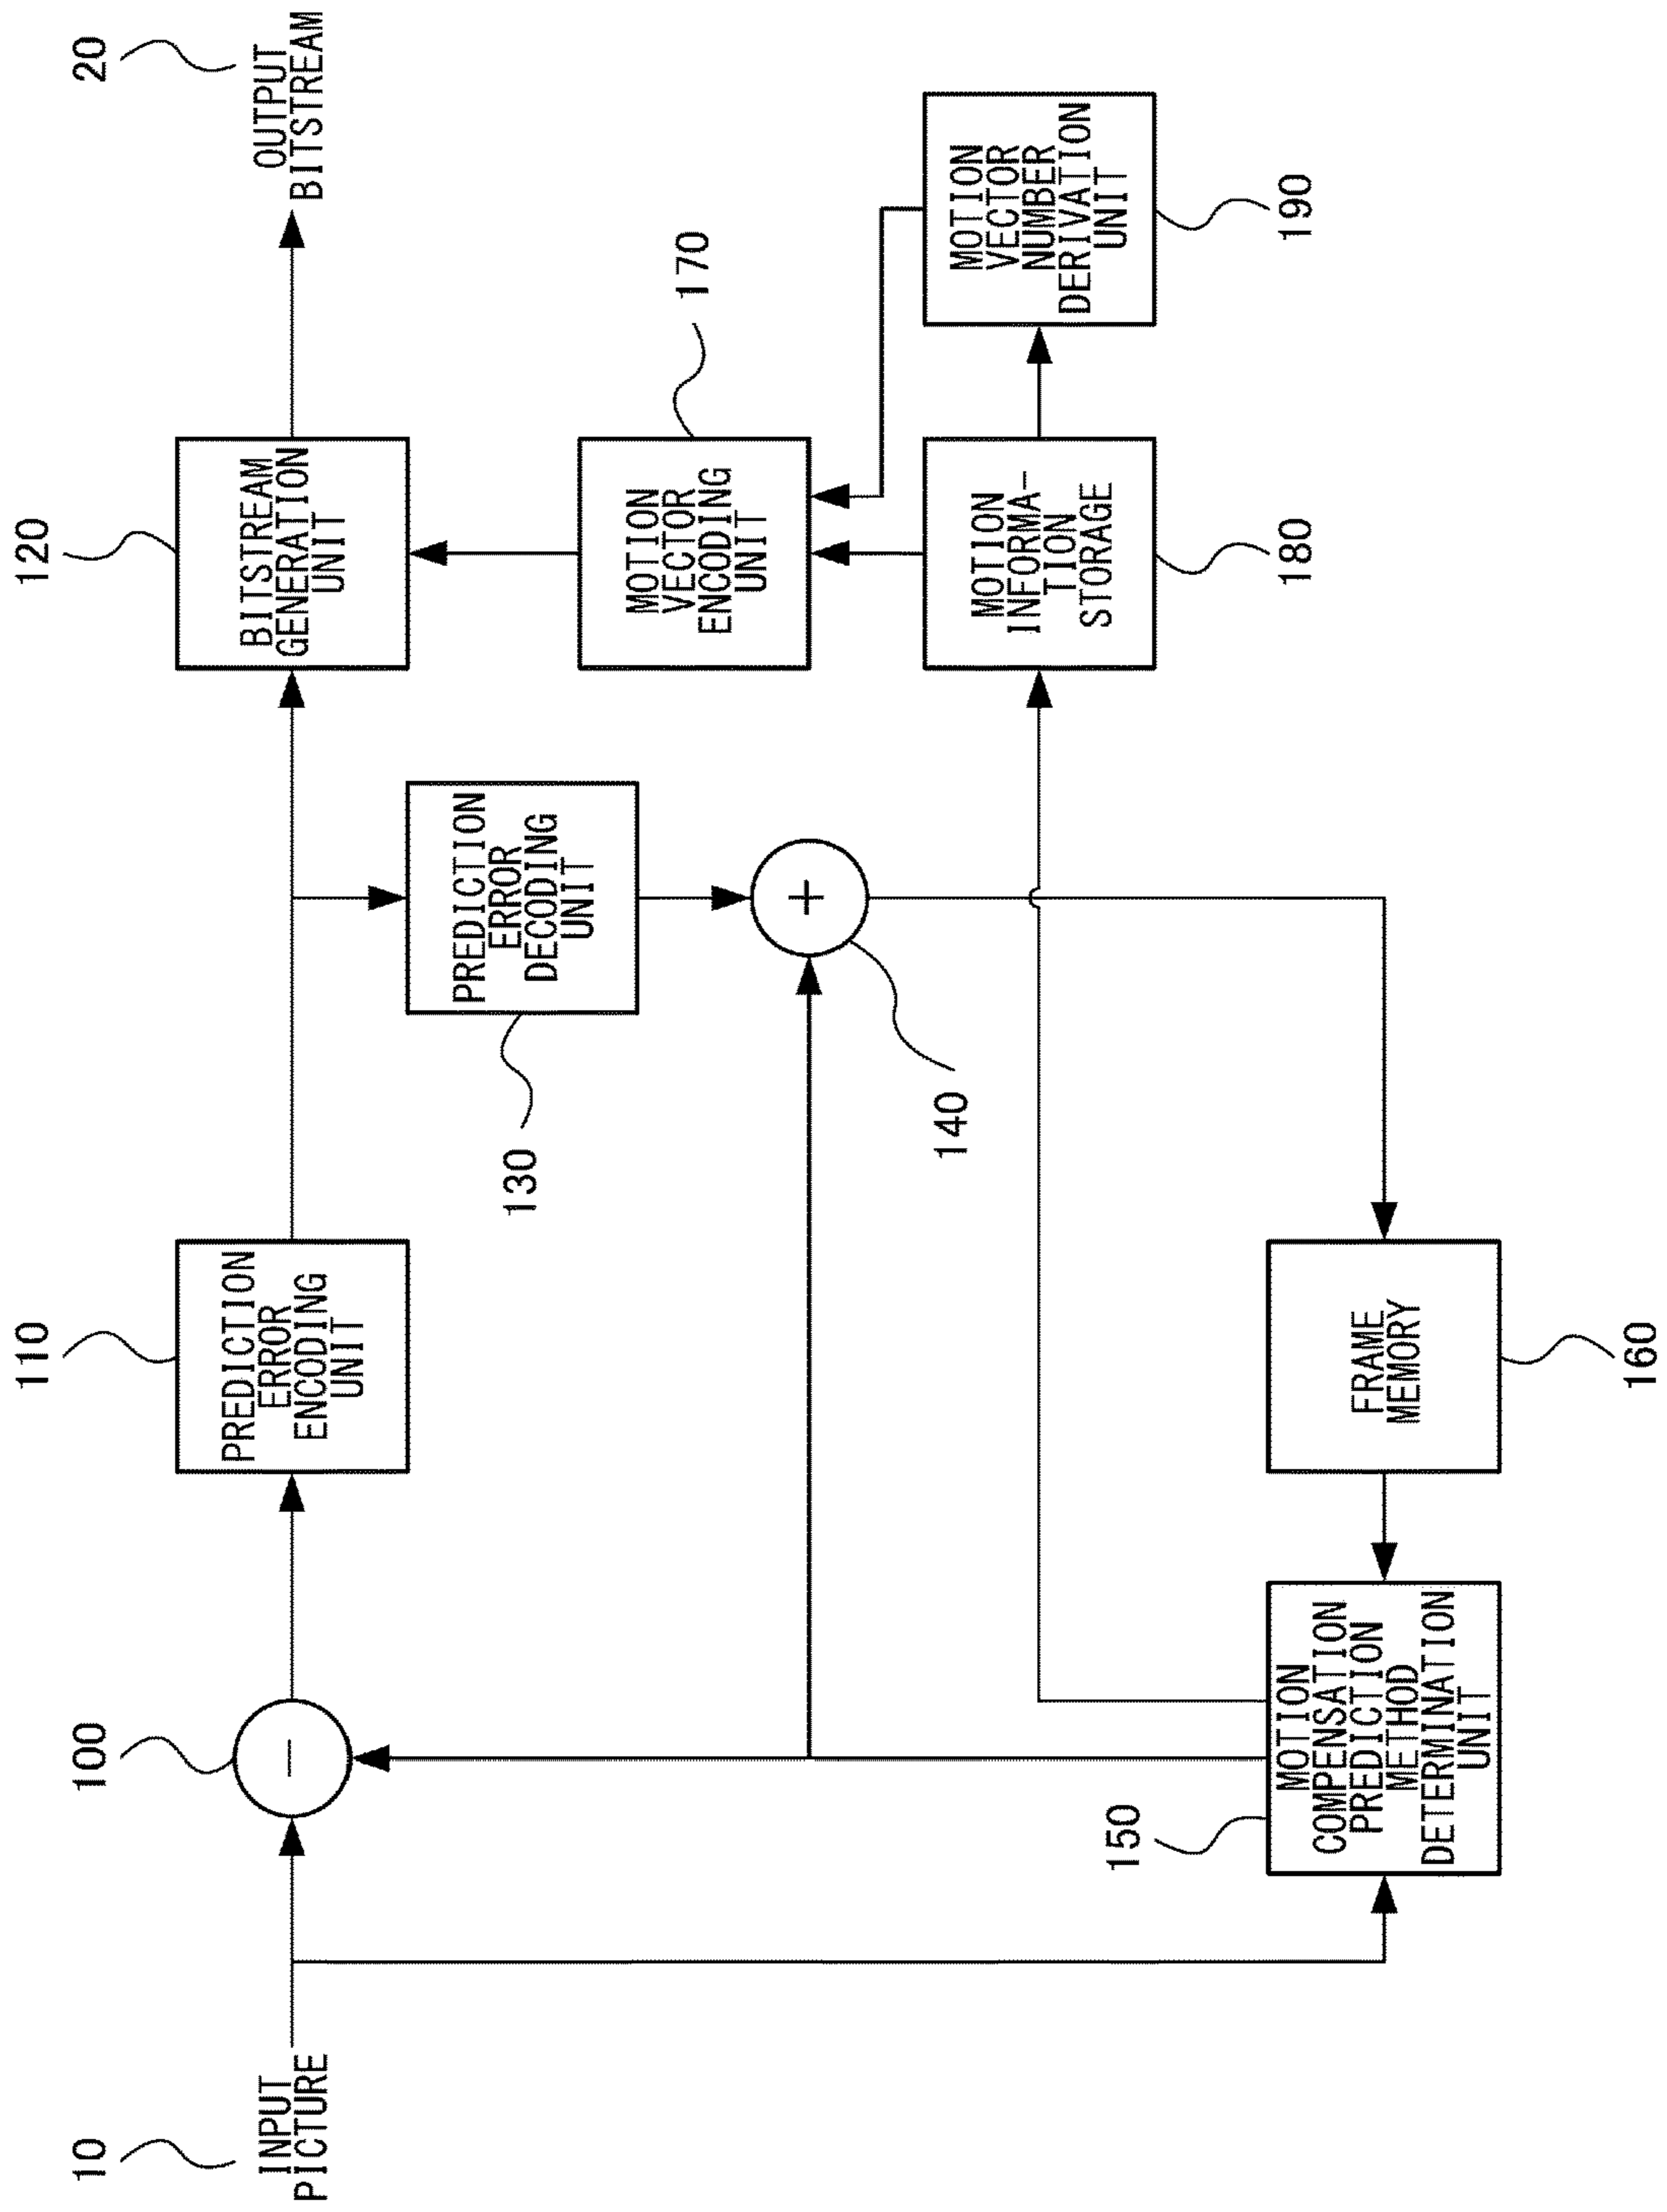 10
INPUT
PICTURE
100
110
PREDICTION
ERROR
ENCODING
UNIT
120
BITSTREAM
GENERATION
UNIT
20
OUTPUT
BITSTREAM
130
PREDICTION
ERROR
DECODING
UNIT
−
+
140
170
MOTION
VECTOR
ENCODING
UNIT
MOTION
INFORMA-
TION
STORAGE
180
MOTION
VECTOR
NUMBER
DERIVATION
UNIT
190
150
MOTION
COMPENSATION
PREDICTION
METHOD
DETERMINATION
UNIT
FRAME
MEMORY
160